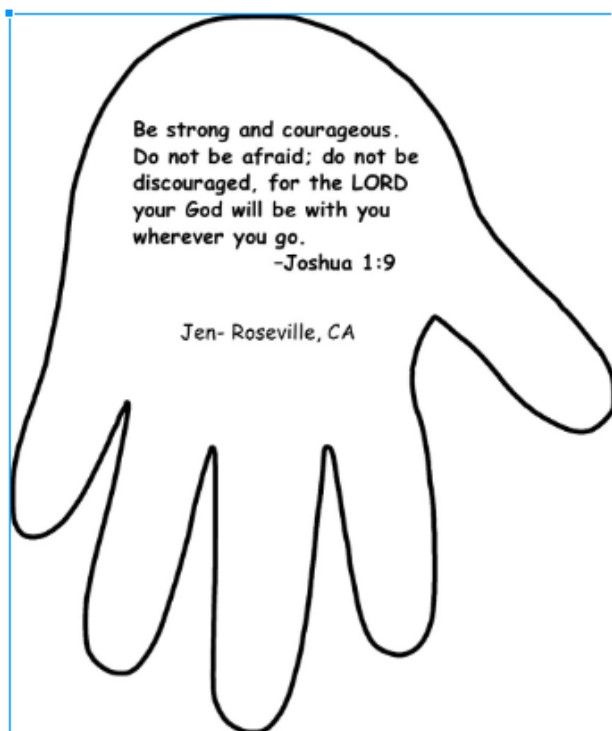 Be strong and courageous.
Do not be afraid; do not be
discouraged, for the LORD
your God will be with you
wherever you go.
-Joshua 1:9
Jen- Roseville, CA